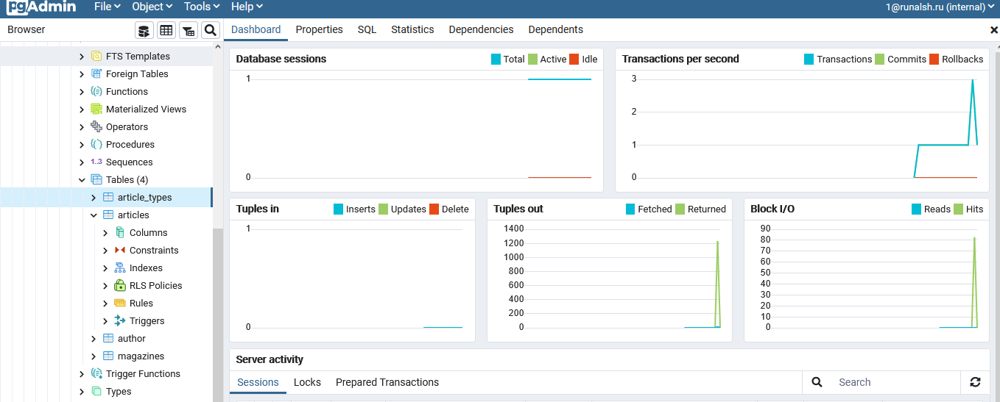 pgAdmin File Object Tools Help 1@runalsh.ru (internal)
Browser
Dashboard Properties SQL Statistics Dependencies Dependents
FTS Templates
Foreign Tables
Functions
Materialized Views
Operators
Procedures
1..3 Sequences
Tables (4)
article_types
articles
Columns
Constraints
Indexes
RLS Policies
Rules
Triggers
author
magazines
Trigger Functions
Types
Database sessions Total Active Idle
1
0
Transactions per second Transactions Commits Rollbacks
3
2
1
0
Tuples in Inserts Updates Delete
1
0
Tuples out Fetched Returned
1400
1200
1000
800
600
400
200
0
Block I/O Reads Hits
90
80
70
60
50
40
30
20
10
0
Server activity
Sessions Locks Prepared Transactions Search